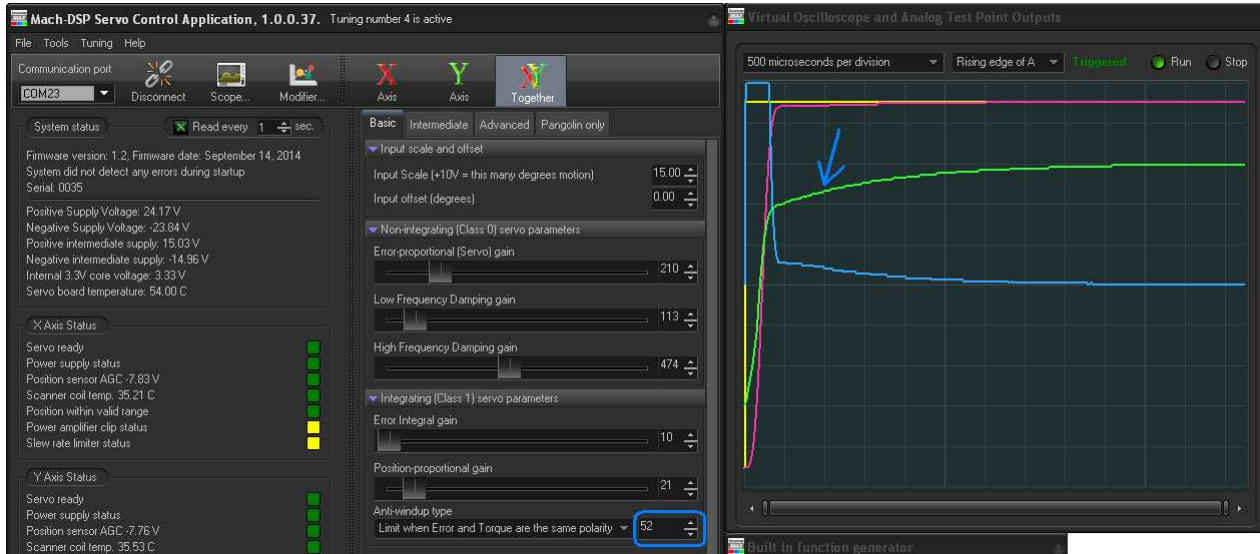 Mach-DSP Servo Control Application, 1.0.0.37. Tuning number 4 is active
File Tools Tuning Help
Communication port
COM23
Disconnect
Scope...
Modifier...
X
Axis
Y
Axis
XY
Together
System status
Read every 1 sec.
Firmware version: 1.2, Firmware date: September 14, 2014
System did not detect any errors during startup
Serial: 0035
Positive Supply Voltage: 24.17 V
Negative Supply Voltage: -23.84 V
Positive intermediate supply: 15.03 V
Negative intermediate supply: -14.96 V
Internal 3.3V core voltage: 3.33 V
Servo board temperature: 54.00 C
X Axis Status
Servo ready
Power supply status
Position sensor AGC -7.83 V
Scanner coil temp. 35.21 C
Position within valid range
Power amplifier clip status
Slew rate limiter status
Y Axis Status
Servo ready
Power supply status
Position sensor AGC -7.76 V
Scanner coil temp. 35.53 C
Basic Intermediate Advanced Pangolin only
Input scale and offset
Input Scale (+10V = this many degrees motion) 15.00
Input offset (degrees) 0.00
Non-integrating (Class 0) servo parameters
Error-proportional (Servo) gain
210
Low Frequency Damping gain
113
High Frequency Damping gain
474
Integrating (Class 1) servo parameters
Error Integral gain
10
Position-proportional gain
21
Anti-windup type
Limit when Error and Torque are the same polarity 52
Virtual Oscilloscope and Analog Test Point Outputs
500 microseconds per division Rising edge of A Triggered Run Stop
Built in function generator